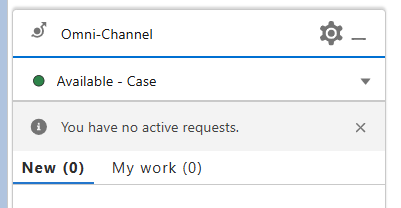 Omni-Channel
Available - Case
You have no active requests.
New (0) My work (0)